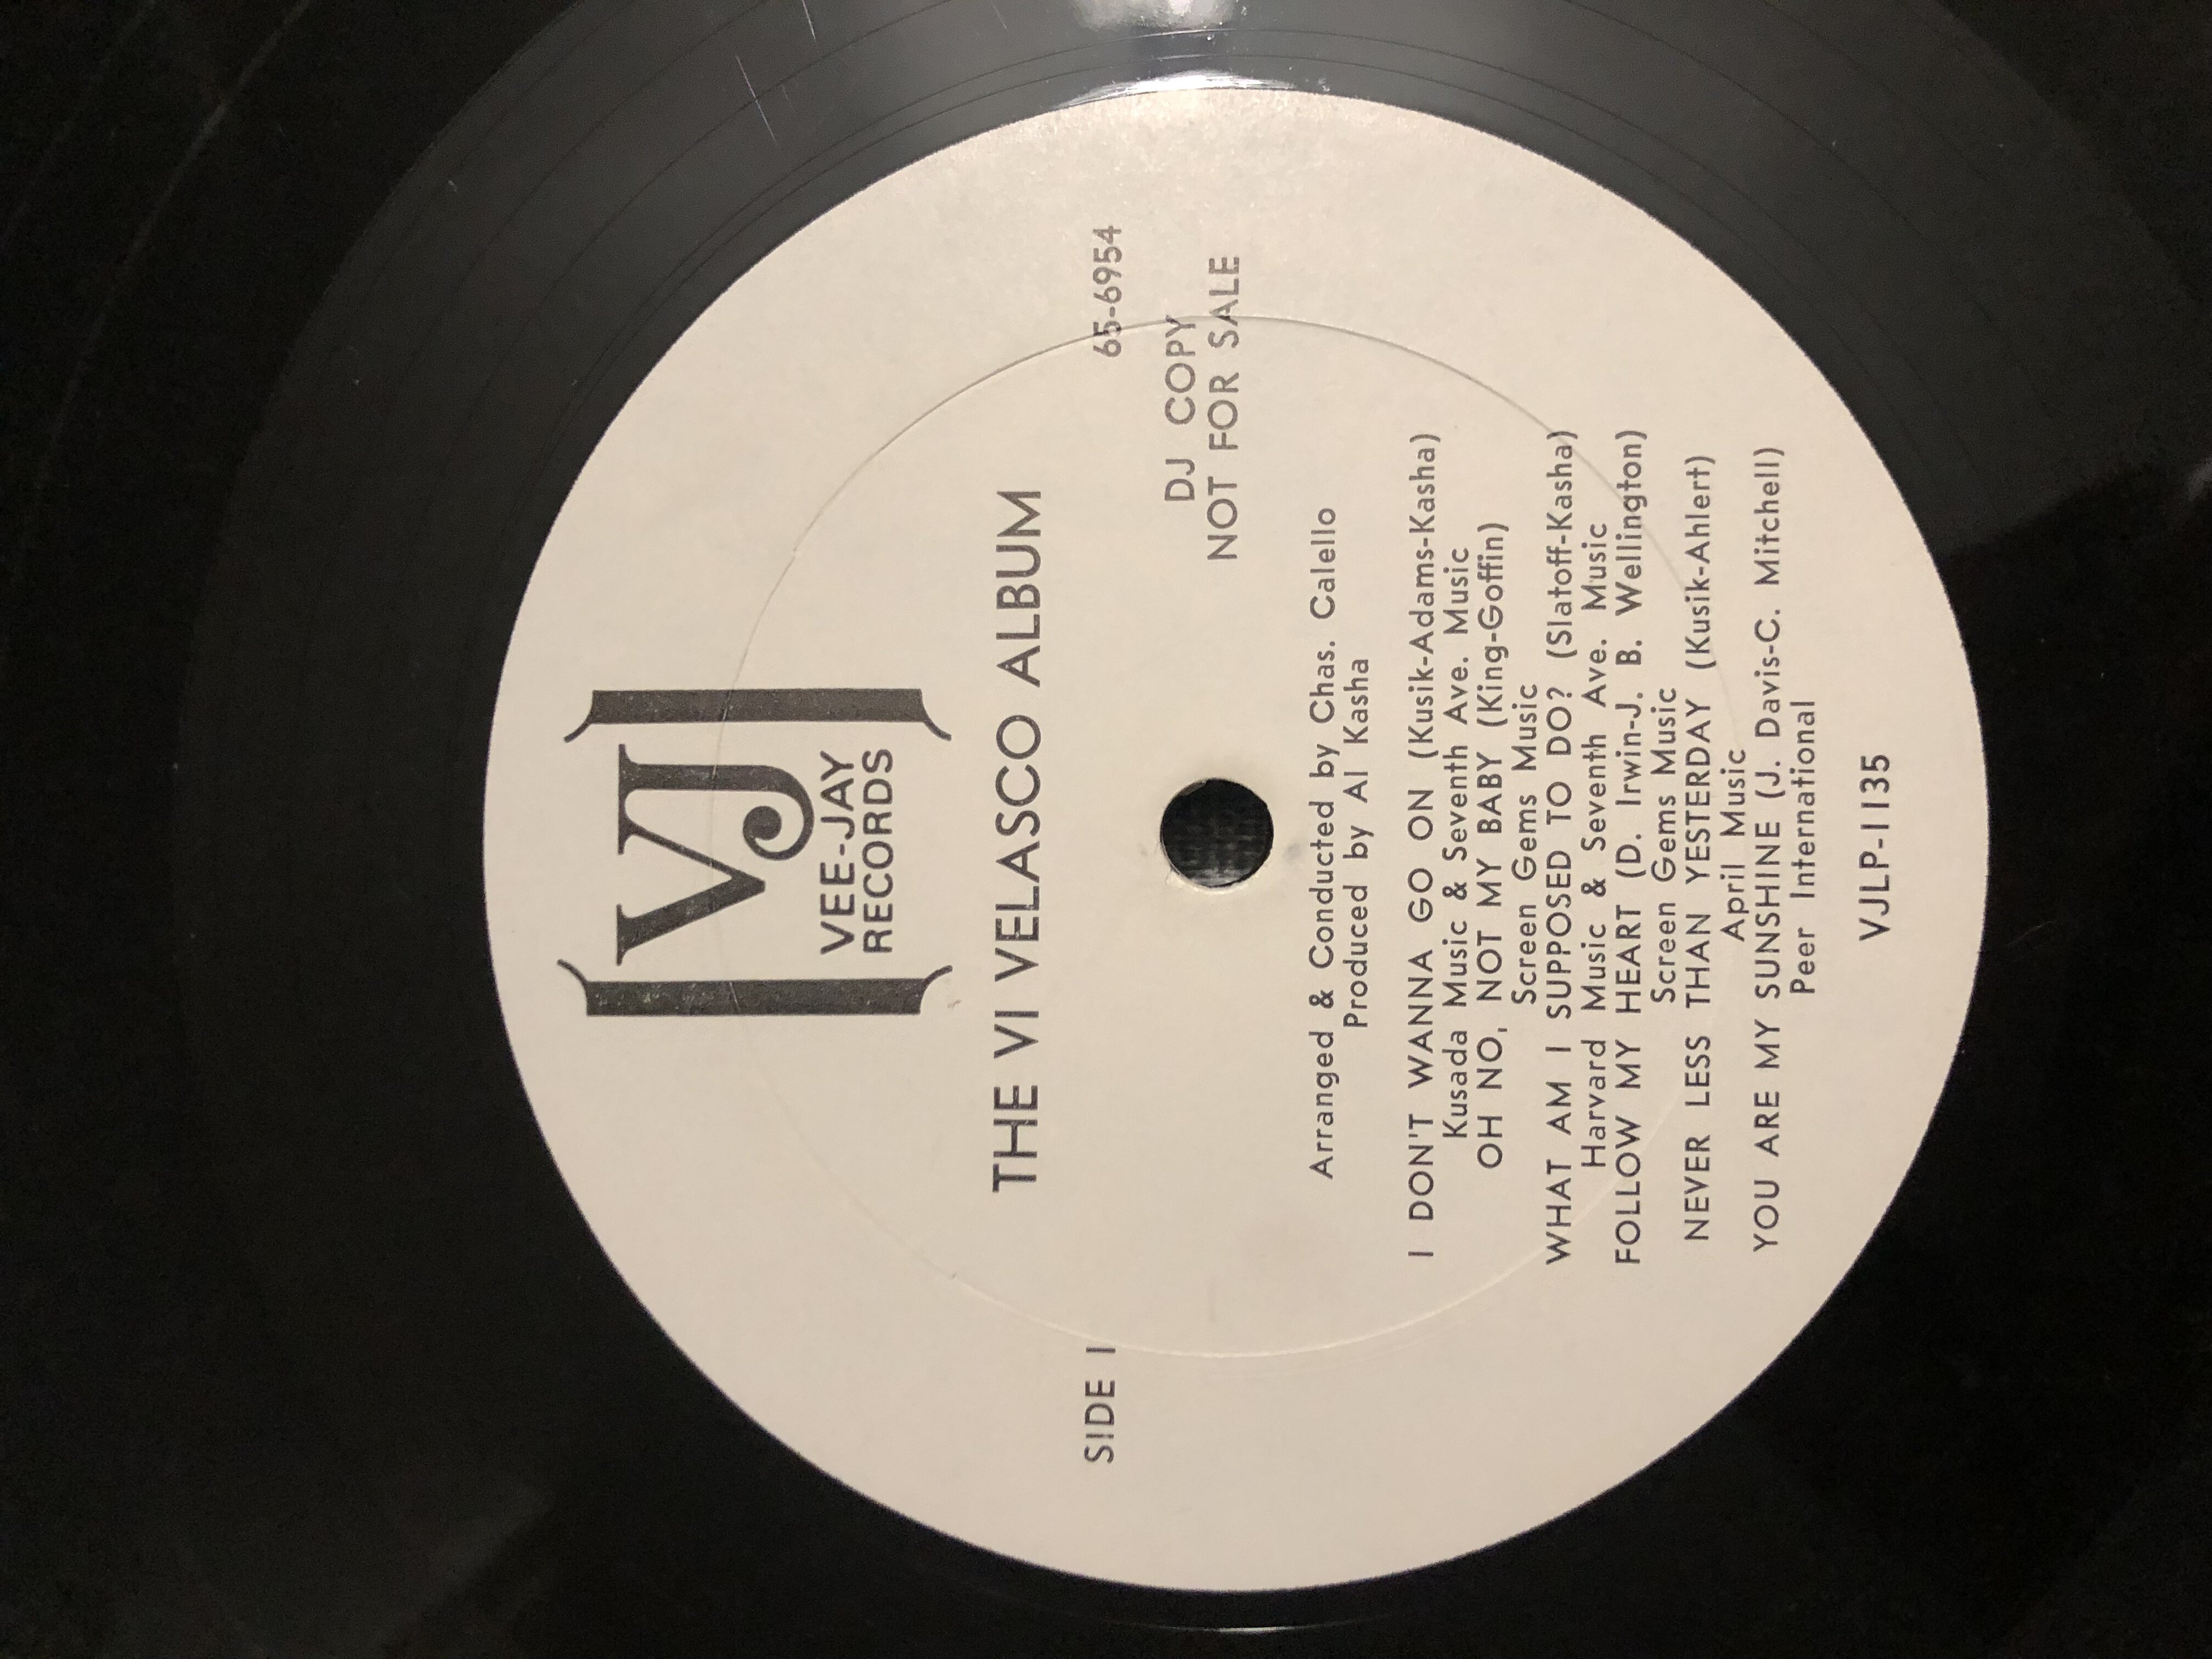 VJ
VEE-JAY
RECORDS
THE VI VELASCO ALBUM
SIDE 1
65-6954
DJ COPY
NOT FOR SALE
Arranged & Conducted by Chas. Calello
Produced by Al Kasha
I DON'T WANNA GO ON (Kusik-Adams-Kasha)
Kusada Music & Seventh Ave. Music
OH NO, NOT MY BABY (King-Goffin)
Screen Gems Music
WHAT AM I SUPPOSED TO DO? (Slatoff-Kasha)
Harvard Music & Seventh Ave. Music
FOLLOW MY HEART (D. Irwin-J. B. Wellington)
Screen Gems Music
NEVER LESS THAN YESTERDAY (Kusik-Ahlert)
April Music
YOU ARE MY SUNSHINE (J. Davis-C. Mitchell)
Peer International
VJLP-1135